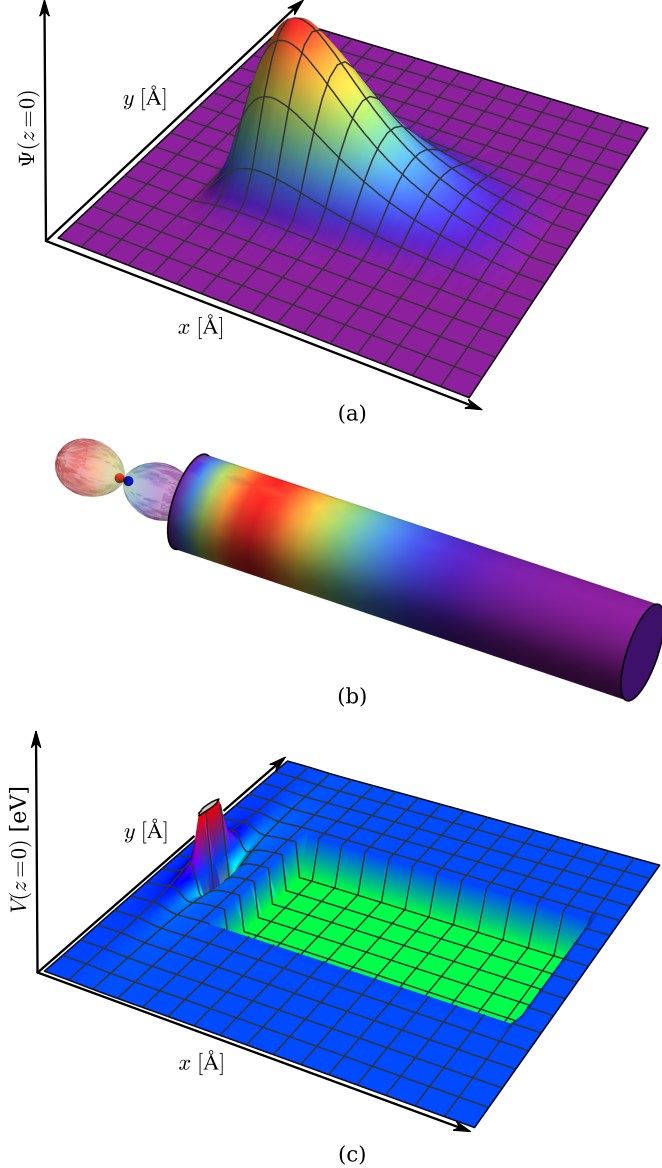 Ψ(z=0)
y [Å]
x [Å]
(a)
(b)
V(z=0) [eV]
y [Å]
x [Å]
(c)